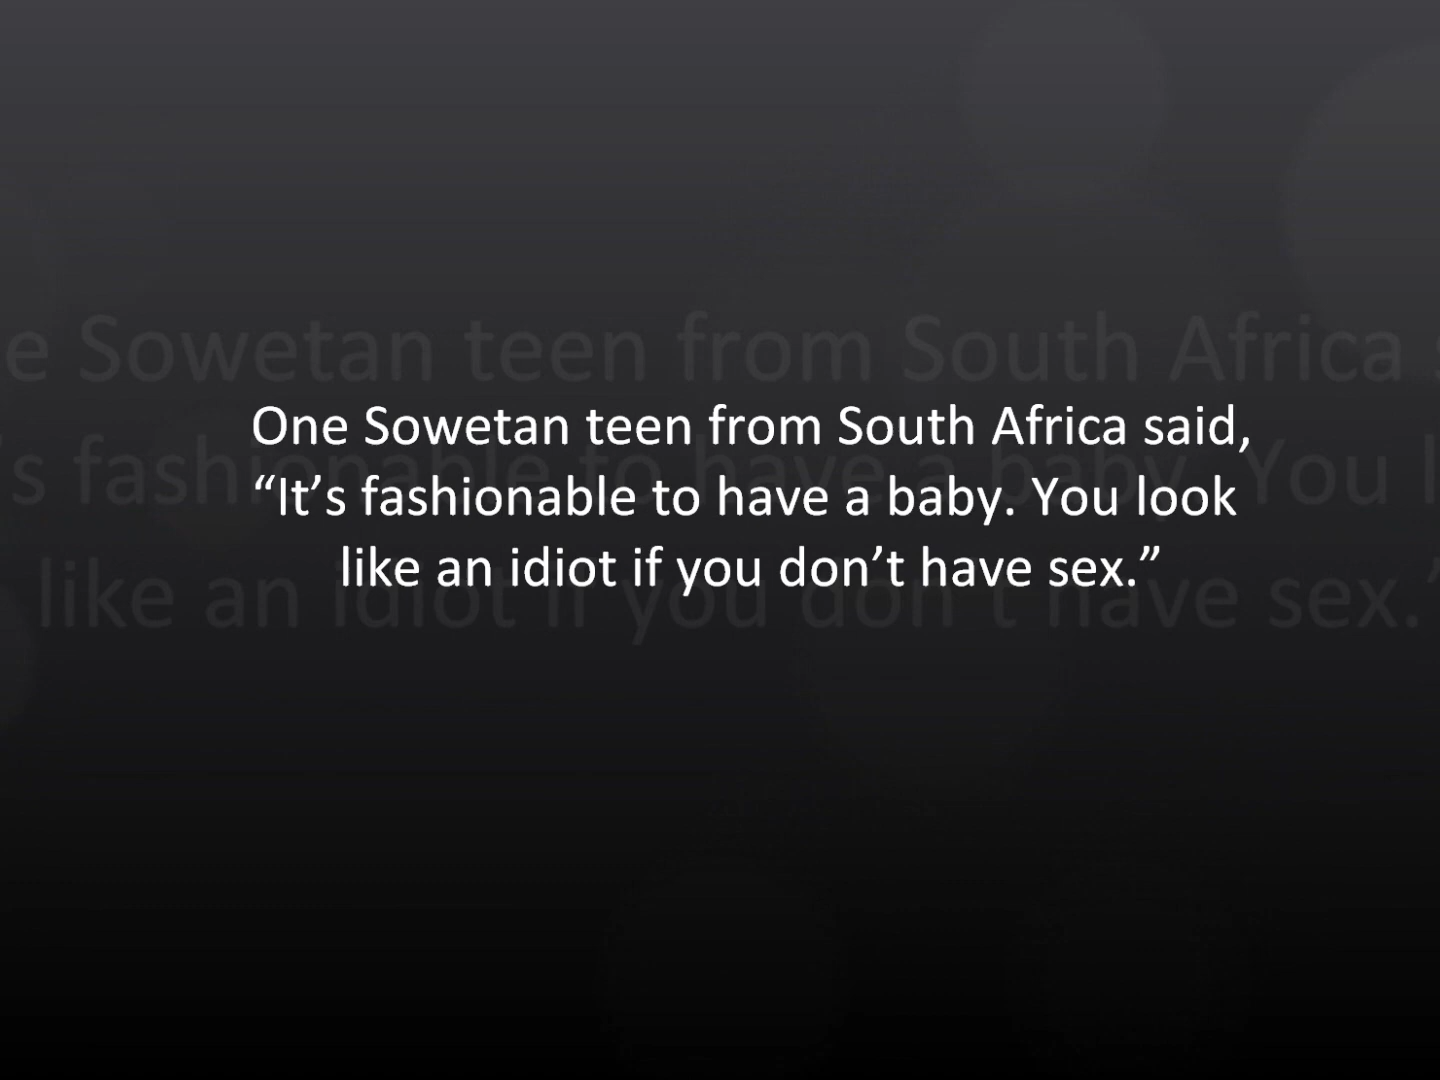 One Sowetan teen from South Africa said,
“It’s fashionable to have a baby. You look
like an idiot if you don’t have sex.”